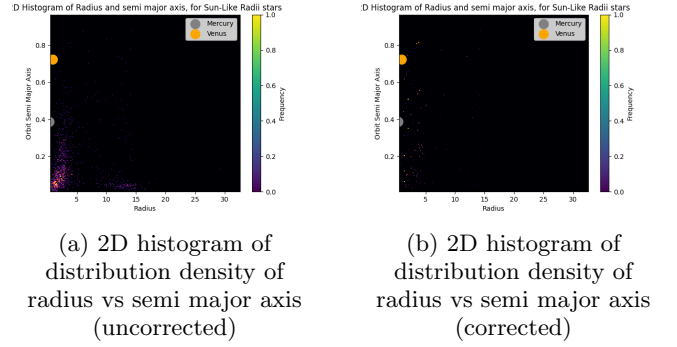 :D Histogram of Radius and semi major axis, for Sun-Like Radii stars
Mercury
Venus
Orbit Semi Major Axis
0.8
0.6
0.4
0.2
5 10 15 20 25 30
Radius
1.0
0.8
0.6
0.4
0.2
0.0
Frequency
:D Histogram of Radius and semi major axis, for Sun-Like Radii stars
Mercury
Venus
Orbit Semi Major Axis
0.8
0.6
0.4
0.2
5 10 15 20 25 30
Radius
1.0
0.8
0.6
0.4
0.2
0.0
Frequency
(a) 2D histogram of
distribution density of
radius vs semi major axis
(uncorrected)
(b) 2D histogram of
distribution density of
radius vs semi major axis
(corrected)